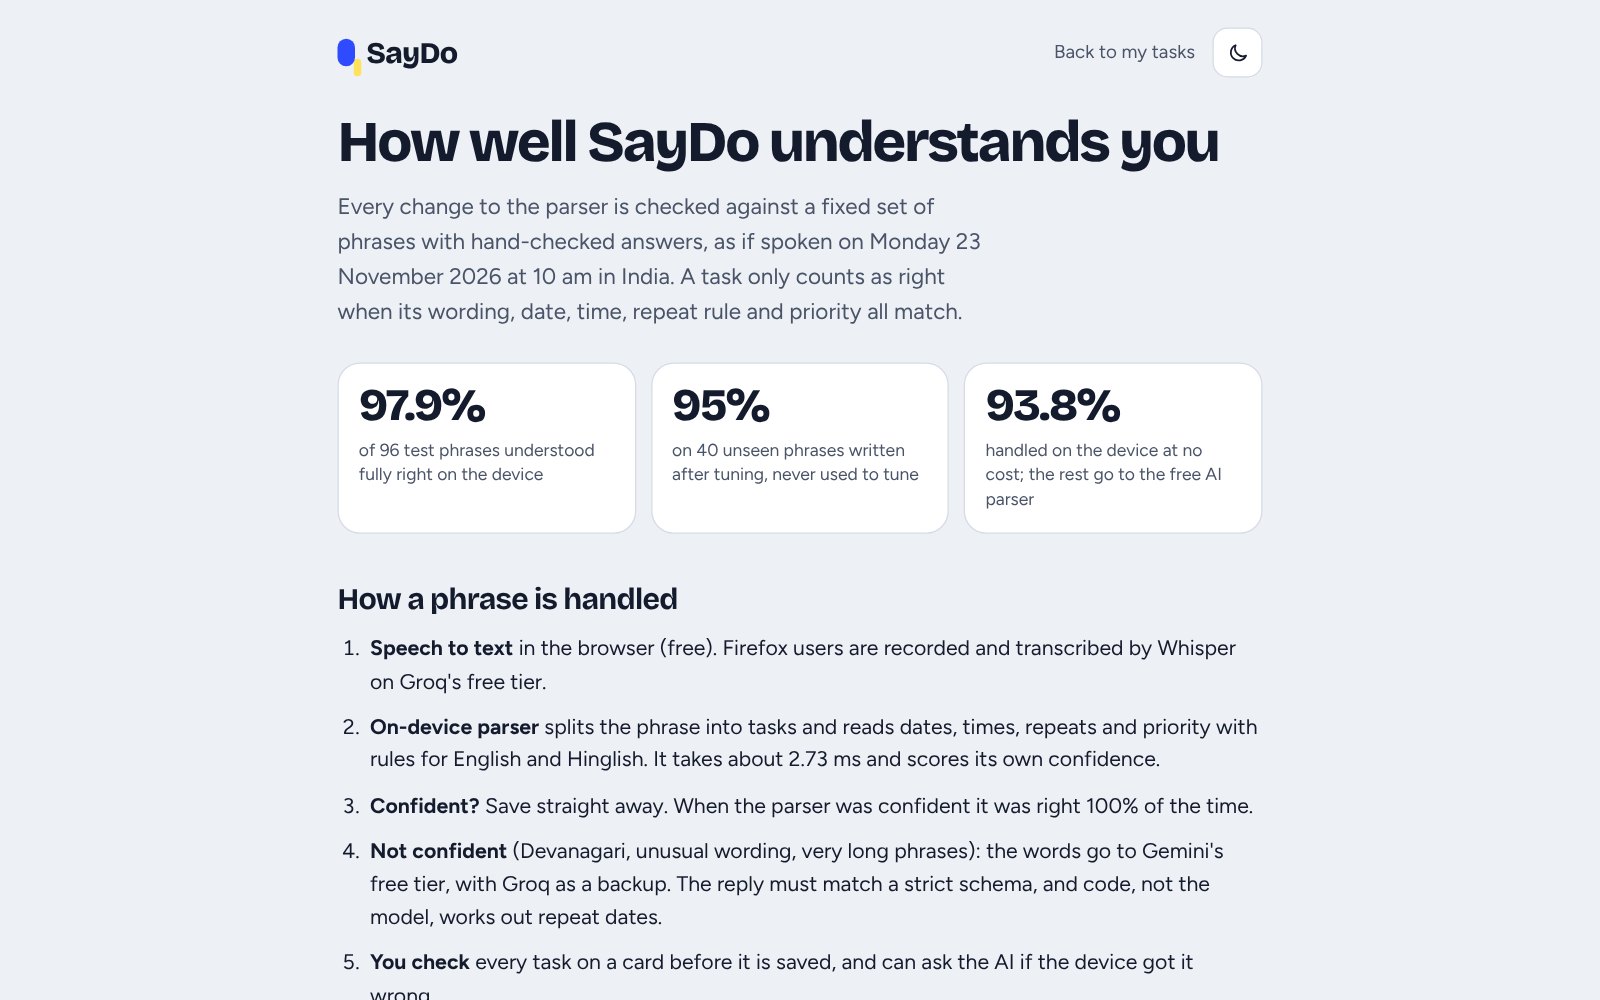 SayDo
Back to my tasks
How well SayDo understands you
Every change to the parser is checked against a fixed set of
phrases with hand-checked answers, as if spoken on Monday 23
November 2026 at 10 am in India. A task only counts as right
when its wording, date, time, repeat rule and priority all match.
97.9%
of 96 test phrases understood
fully right on the device
95%
on 40 unseen phrases written
after tuning, never used to tune
93.8%
handled on the device at no
cost; the rest go to the free AI
parser
How a phrase is handled
1. Speech to text in the browser (free). Firefox users are recorded and transcribed by Whisper
on Groq's free tier.
2. On-device parser splits the phrase into tasks and reads dates, times, repeats and priority with
rules for English and Hinglish. It takes about 2.73 ms and scores its own confidence.
3. Confident? Save straight away. When the parser was confident it was right 100% of the time.
4. Not confident (Devanagari, unusual wording, very long phrases): the words go to Gemini's
free tier, with Groq as a backup. The reply must match a strict schema, and code, not the
model, works out repeat dates.
5. You check every task on a card before it is saved, and can ask the AI if the device got it
wrong.